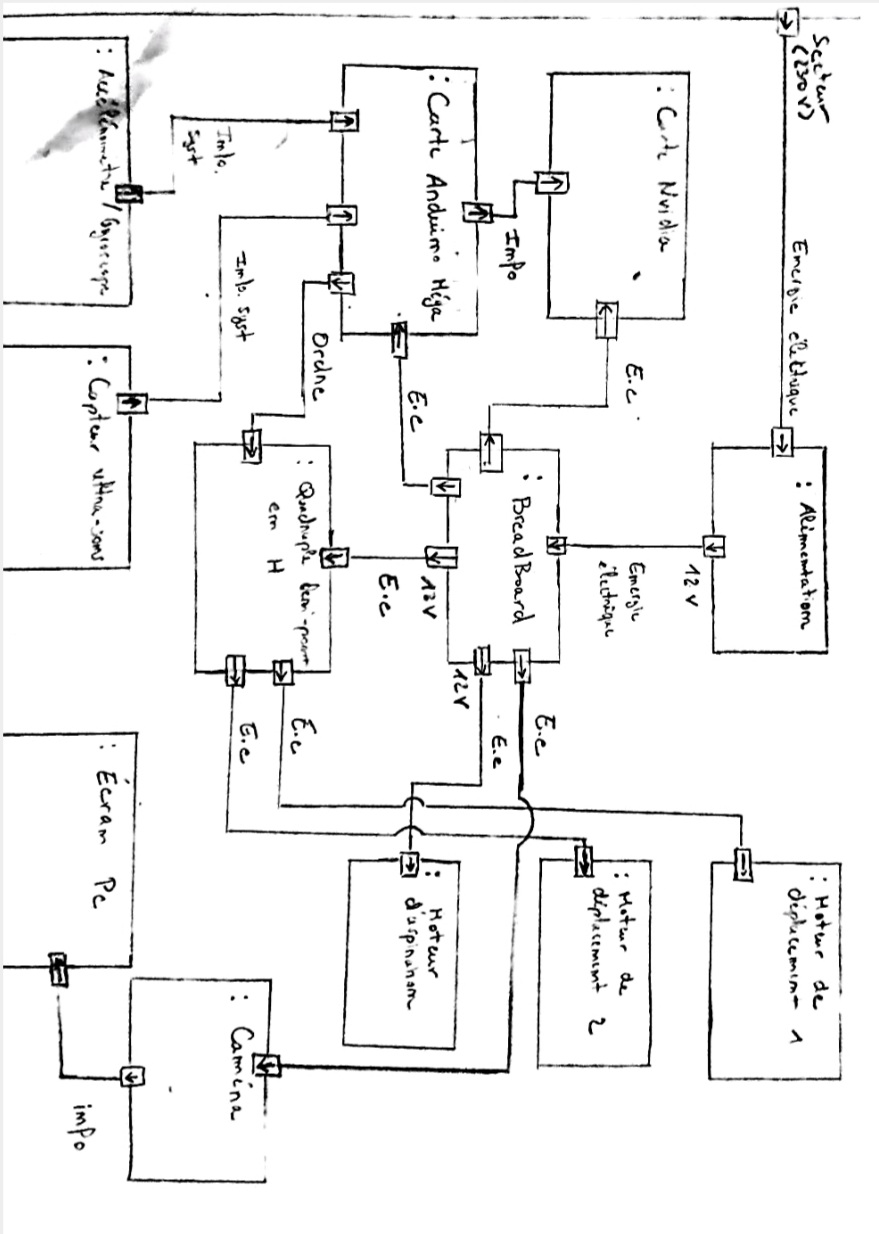 Secteur
(230V)
Energie électrique
: Alimentation
12V
Energie
électrique
: Carte Nvidia
E.e
Info
: Carte Arduino Méga
E.e
: BreadBoard
12V
E.e
12V
E.e
E.e
Info. syst
Info. syst
Ordre
: Quadruple demi-pont
en H
E.e
E.e
: Accéléromètre / Gyroscope
: Capteur ultra-sons
: Moteur de
déplacement 1
: Moteur de
déplacement 2
: Moteur
d'aspiration
: Caméra
info
: Écran Pc